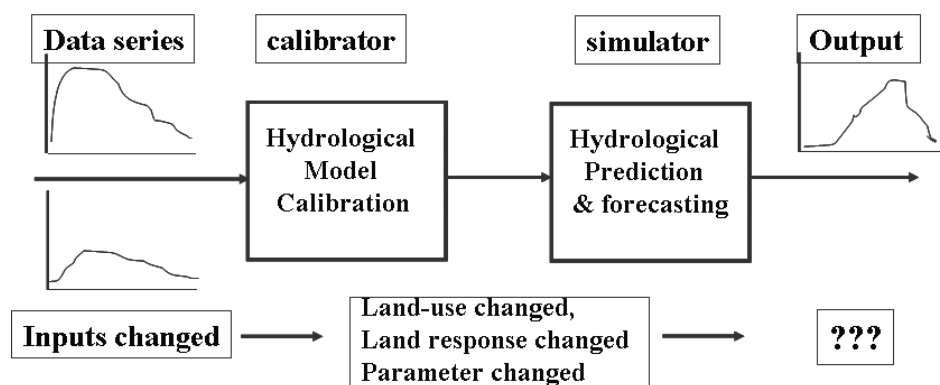 Data series
calibrator
simulator
Output
Hydrological
Model
Calibration
Hydrological
Prediction
& forecasting
Inputs changed
Land-use changed,
Land response changed
Parameter changed
???